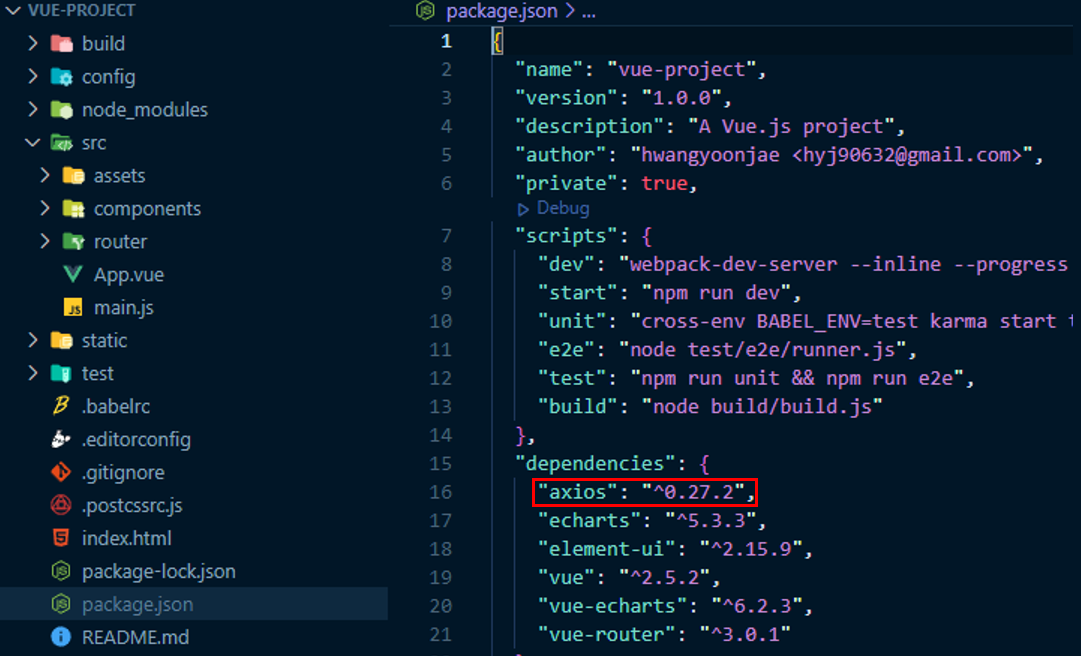 VUE-PROJECT
build
config
node_modules
src
assets
components
router
App.vue
JS main.js
static
test
.babelrc
.editorconfig
.gitignore
.postcssrc.js
index.html
package-lock.json
package.json
README.md
package.json > ...
1 {
2 "name": "vue-project",
3 "version": "1.0.0",
4 "description": "A Vue.js project",
5 "author": "hwangyoonjae <hyj90632@gmail.com>",
6 "private": true,
Debug
7 "scripts": {
8 "dev": "webpack-dev-server --inline --progress
9 "start": "npm run dev",
10 "unit": "cross-env BABEL_ENV=test karma start
11 "e2e": "node test/e2e/runner.js",
12 "test": "npm run unit && npm run e2e",
13 "build": "node build/build.js"
14 },
15 "dependencies": {
16 "axios": "^0.27.2",
17 "echarts": "^5.3.3",
18 "element-ui": "^2.15.9",
19 "vue": "^2.5.2",
20 "vue-echarts": "^6.2.3",
21 "vue-router": "^3.0.1"